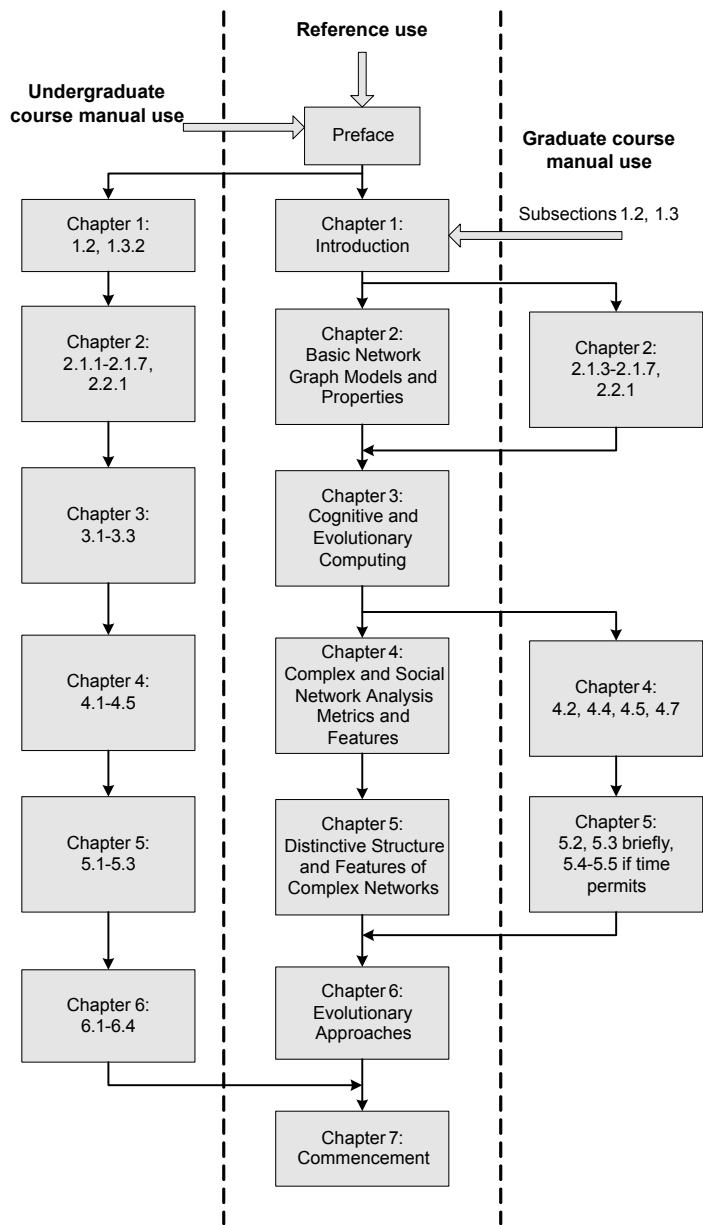 Reference use
Undergraduate
course manual use
Preface
Graduate course
manual use
Subsections 1.2, 1.3
Chapter 1:
1.2, 1.3.2
Chapter 1:
Introduction
Chapter 2:
2.1.1-2.1.7,
2.2.1
Chapter 2:
Basic Network
Graph Models and
Properties
Chapter 2:
2.1.3-2.1.7,
2.2.1
Chapter 3:
3.1-3.3
Chapter 3:
Cognitive and
Evolutionary
Computing
Chapter 4:
4.1-4.5
Chapter 4:
Complex and Social
Network Analysis
Metrics and
Features
Chapter 4:
4.2, 4.4, 4.5, 4.7
Chapter 5:
5.1-5.3
Chapter 5:
Distinctive Structure
and Features of
Complex Networks
Chapter 5:
5.2, 5.3 briefly,
5.4-5.5 if time
permits
Chapter 6:
6.1-6.4
Chapter 6:
Evolutionary
Approaches
Chapter 7:
Commencement